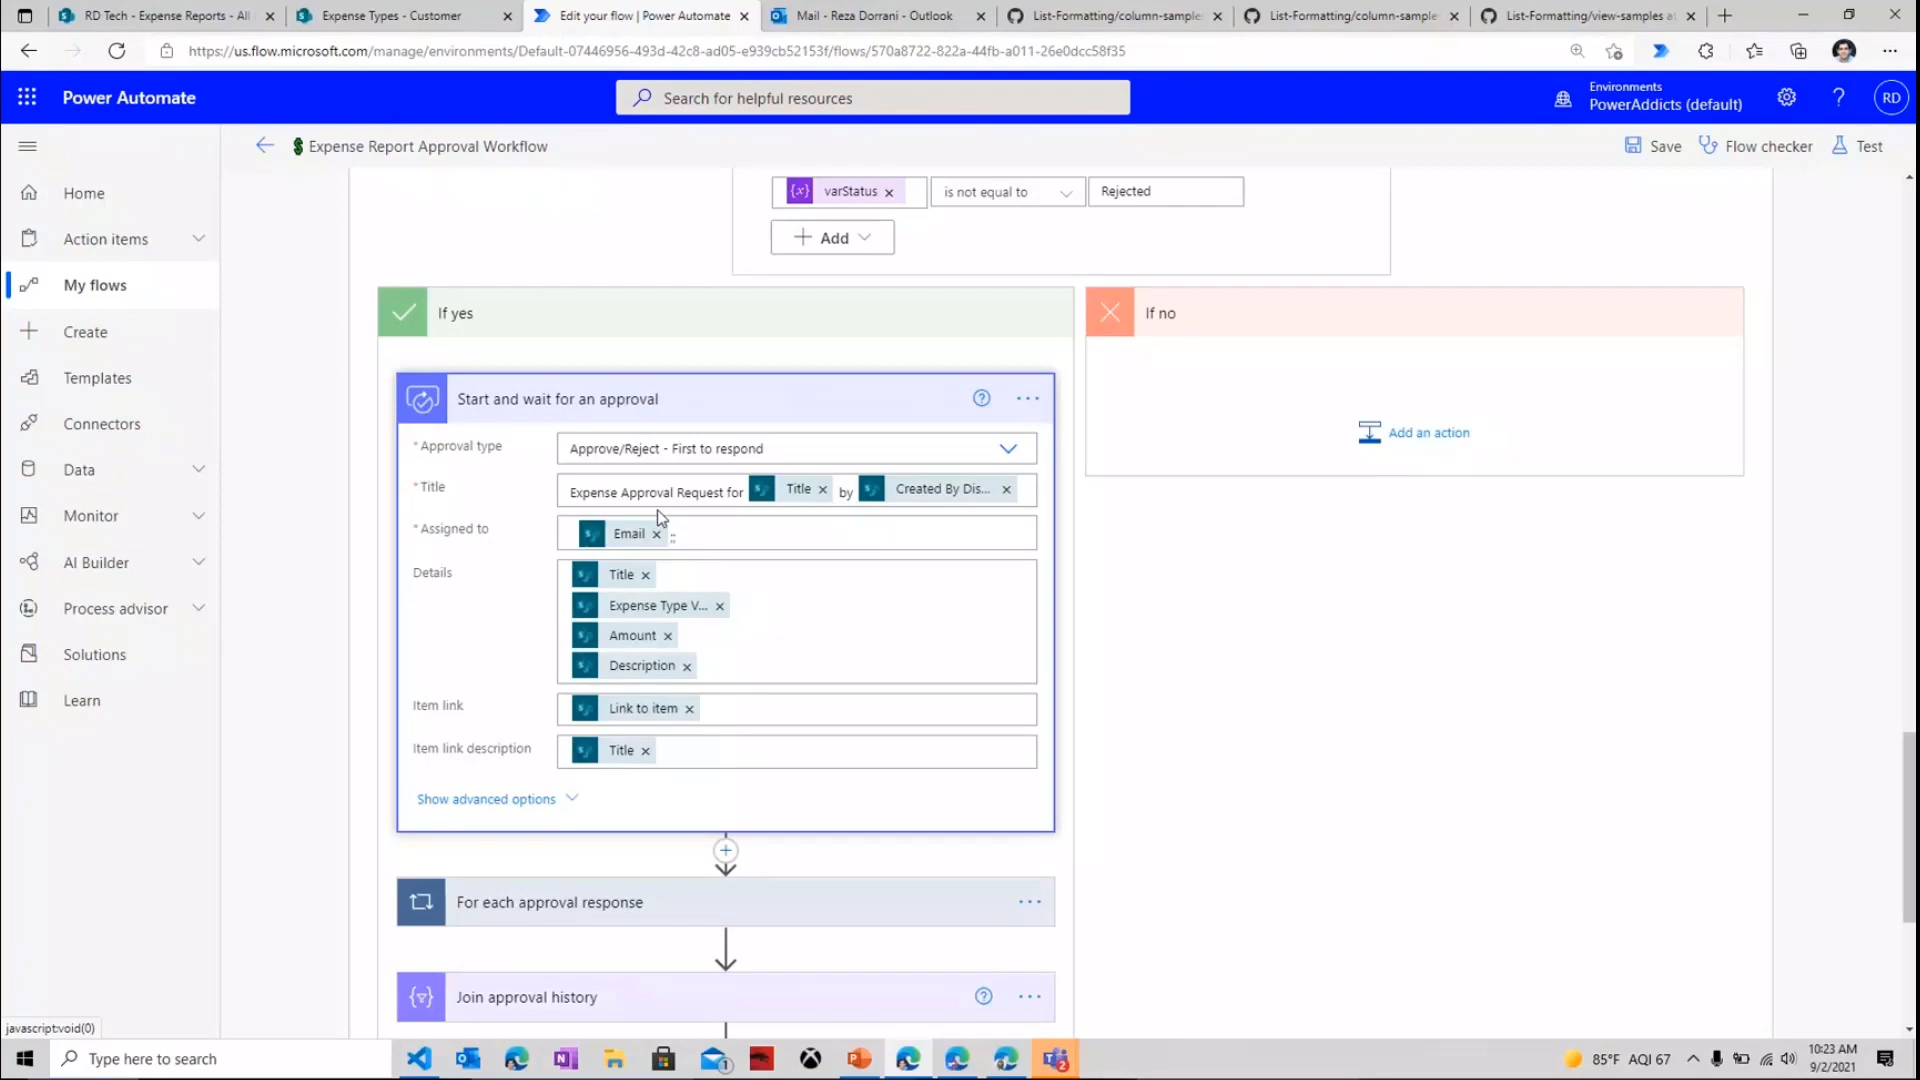 RD Tech - Expense Reports - All
Expense Types - Customer
Edit your flow | Power Automate
Mail - Reza Dorrani - Outlook
List-Formatting/column-sample
List-Formatting/column-sample
List-Formatting/view-samples a
https://us.flow.microsoft.com/manage/environments/Default-07446956-493d-42c8-ad05-e939cb52153f/flows/570a8722-822a-44fb-a011-26e0dcc58f35
Power Automate
Search for helpful resources
Environments
PowerAddicts (default)
?
RD
$ Expense Report Approval Workflow
Save
Flow checker
Test
Home
Action items
My flows
Create
Templates
Connectors
Data
Monitor
AI Builder
Process advisor
Solutions
Learn
{x} varStatus
is not equal to
Rejected
Add
If yes
If no
Start and wait for an approval
Add an action
* Approval type
Approve/Reject - First to respond
* Title
Expense Approval Request for Title by Created By Dis...
* Assigned to
Email ;;
Details
Title
Expense Type V...
Amount
Description
Item link
Link to item
Item link description
Title
Show advanced options
For each approval response
Join approval history
javascript:void(0)
Type here to search
85°F AQI 67
10:23 AM
9/2/2021